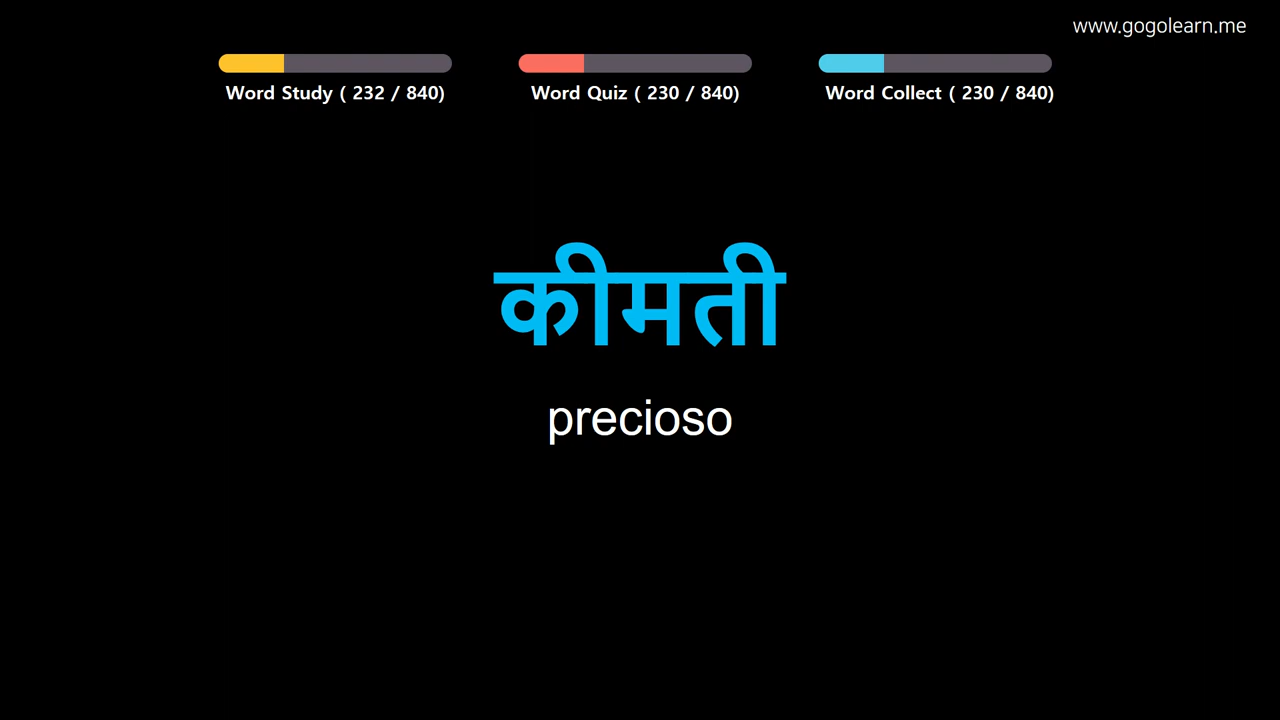 www.gogolearn.me
Word Study ( 232 / 840)
Word Quiz ( 230 / 840)
Word Collect ( 230 / 840)
कीमती
precioso